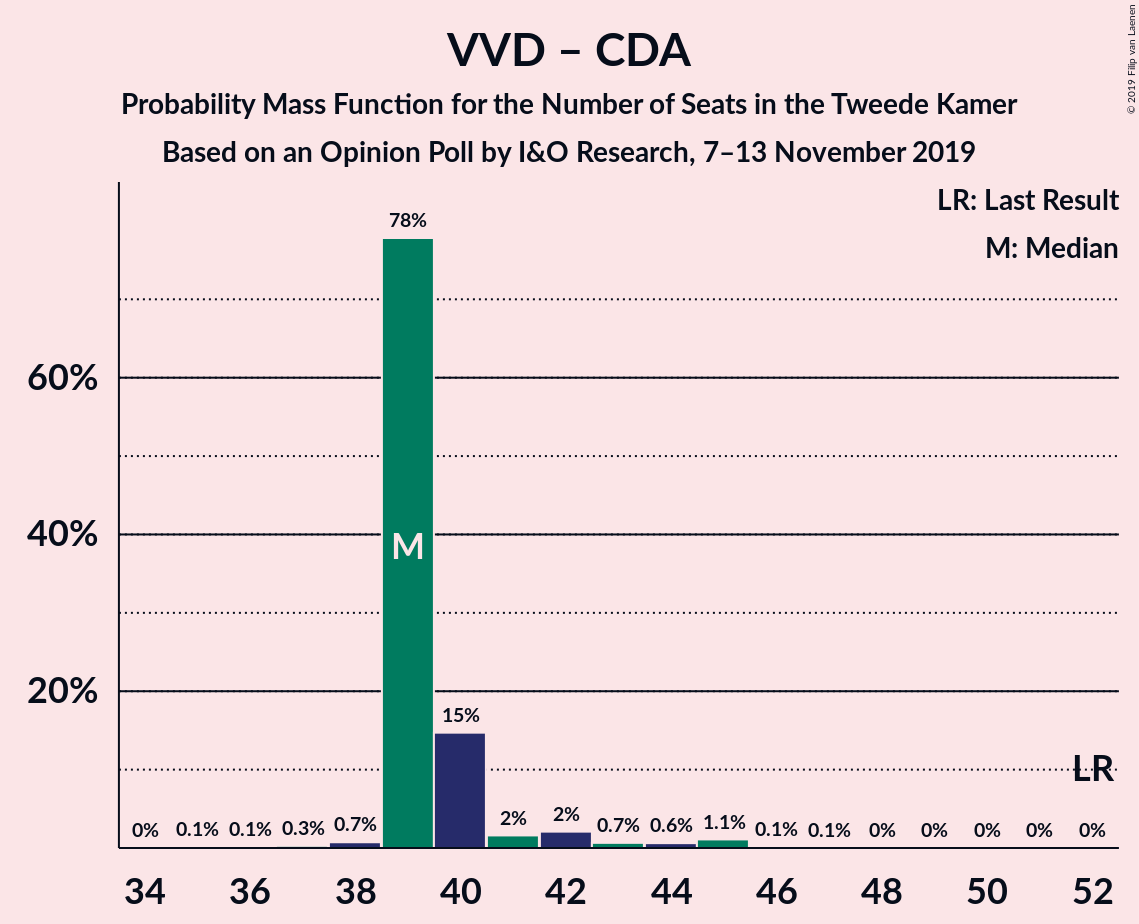 VVD – CDA
Probability Mass Function for the Number of Seats in the Tweede Kamer
Based on an Opinion Poll by I&O Research, 7–13 November 2019
© 2019 Filip van Laenen
LR: Last Result
M: Median
60%
40%
20%
0%
0.1%
0.1%
0.3%
0.7%
78%
M
15%
2%
2%
0.7%
0.6%
1.1%
0.1%
0.1%
0%
0%
0%
0%
0%
LR
34 36 38 40 42 44 46 48 50 52